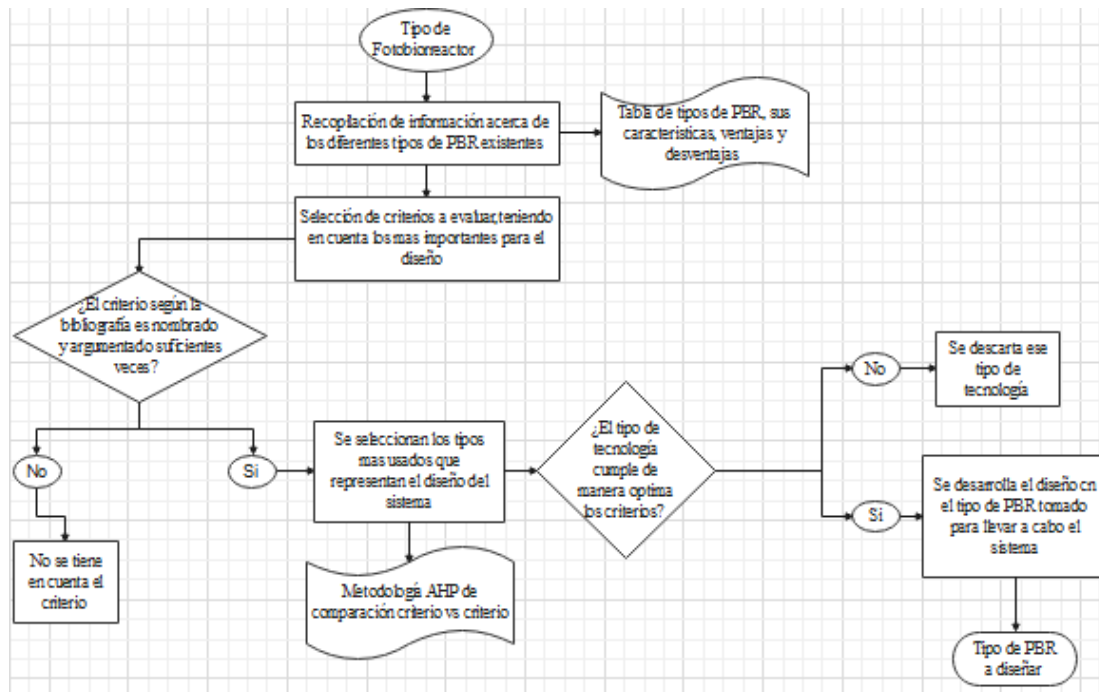 Tipo de
Fotobiorreactor
Recopilación de información acerca de
los diferentes tipos de PBR existentes
Tabla de tipos de PBR, sus
caracteristicas, ventajas y
desventajas
Selección de criterios a evaluar, teniendo
en cuenta los mas importantes para el
diseño
¿El criterio según la
bibliografía es nombrado
y argumentado suficientes
veces?
No
Si
No se tiene
en cuenta el
criterio
Se seleccionan los tipos
mas usados que
representan el diseño del
sistema
Metodología AHP de
comparación criterio vs criterio
¿El tipo de
tecnología
cumple de
manera optima
los criterios?
No
Se descarta ese
tipo de
tecnología
Si
Se desarrolla el diseño cn
el tipo de PBR tomado
para llevar a cabo el
sistema
Tipo de PBR
a diseñar